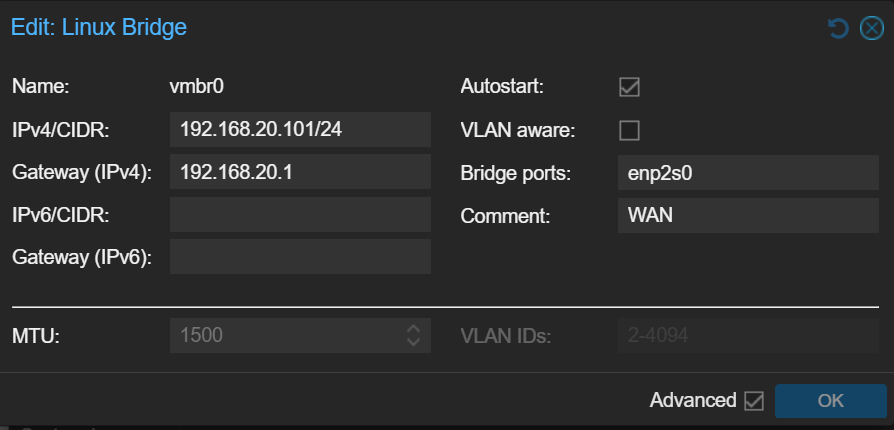 Edit: Linux Bridge
Name: vmbr0 Autostart:
IPv4/CIDR: 192.168.20.101/24 VLAN aware:
Gateway (IPv4): 192.168.20.1 Bridge ports: enp2s0
IPv6/CIDR: Comment: WAN
Gateway (IPv6):
MTU: 1500 VLAN IDs: 2-4094
Advanced OK